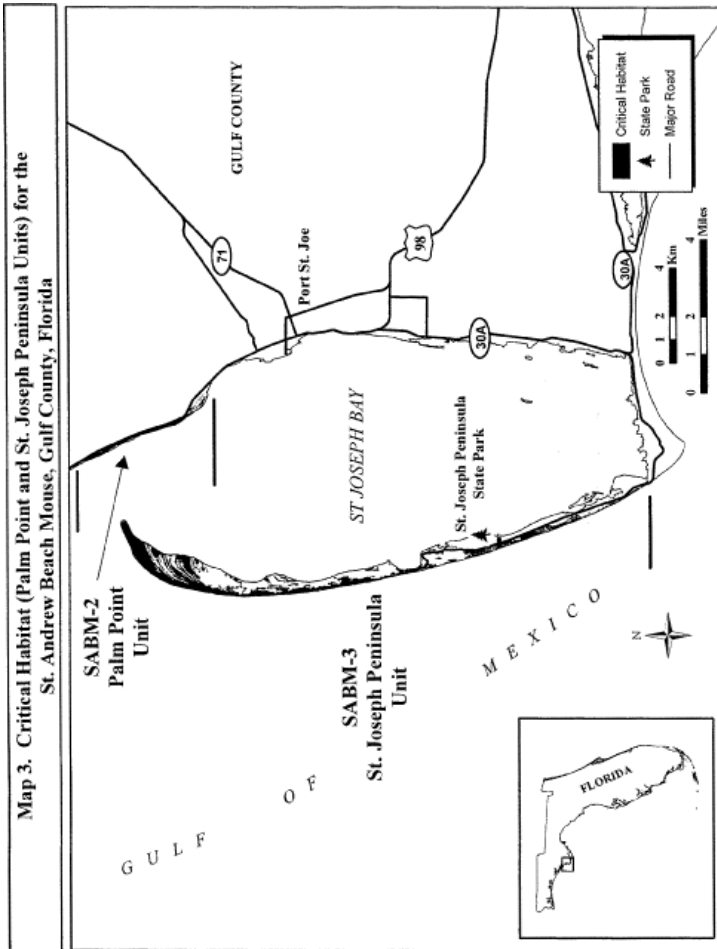 Map 3. Critical Habitat (Palm Point and St. Joseph Peninsula Units) for the
St. Andrew Beach Mouse, Gulf County, Florida
GULF COUNTY
71
Port St. Joe
98
SABM-2
Palm Point
Unit
ST JOSEPH BAY
30A
St. Joseph Peninsula
State Park
SABM-3
St. Joseph Peninsula
Unit
GULF OF MEXICO
N
FLORIDA
30A
0 1 2 4
Km
0 1 2 4
Miles
Critical Habitat
State Park
Major Road